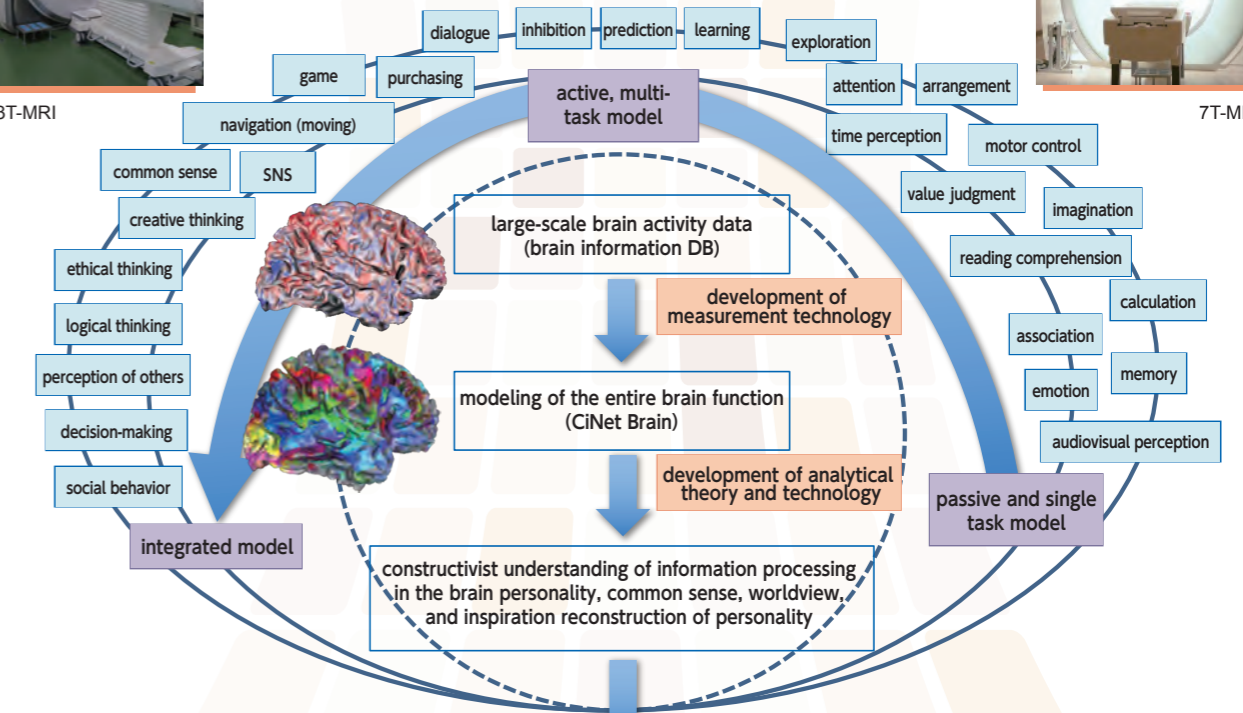 dialogue
inhibition
prediction
learning
exploration
game
purchasing
attention
arrangement
active, multi-
task model
3T-MRI
navigation (moving)
time perception
motor control
common sense
SNS
value judgment
imagination
creative thinking
large-scale brain activity data
(brain information DB)
reading comprehension
ethical thinking
development of
measurement technology
calculation
logical thinking
association
perception of others
modeling of the entire brain function
(CiNet Brain)
emotion
memory
decision-making
audiovisual perception
social behavior
development of analytical
theory and technology
passive and single
task model
integrated model
constructivist understanding of information processing
in the brain personality, common sense, worldview,
and inspiration reconstruction of personality